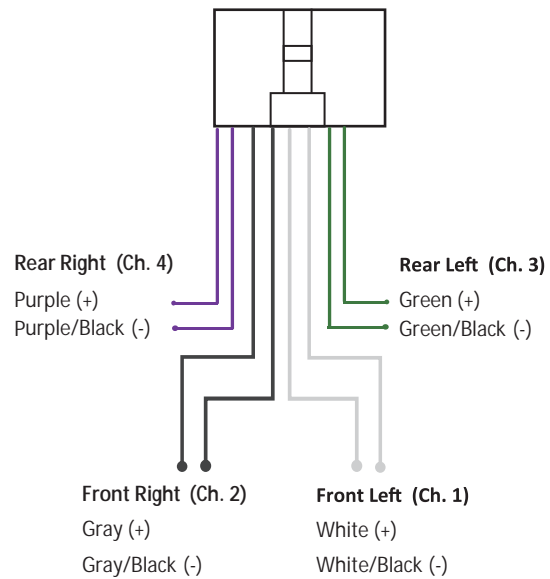 Rear Right (Ch. 4)
Purple (+)
Purple/Black (-)
Rear Left (Ch. 3)
Green (+)
Green/Black (-)
Front Right (Ch. 2)
Gray (+)
Gray/Black (-)
Front Left (Ch. 1)
White (+)
White/Black (-)